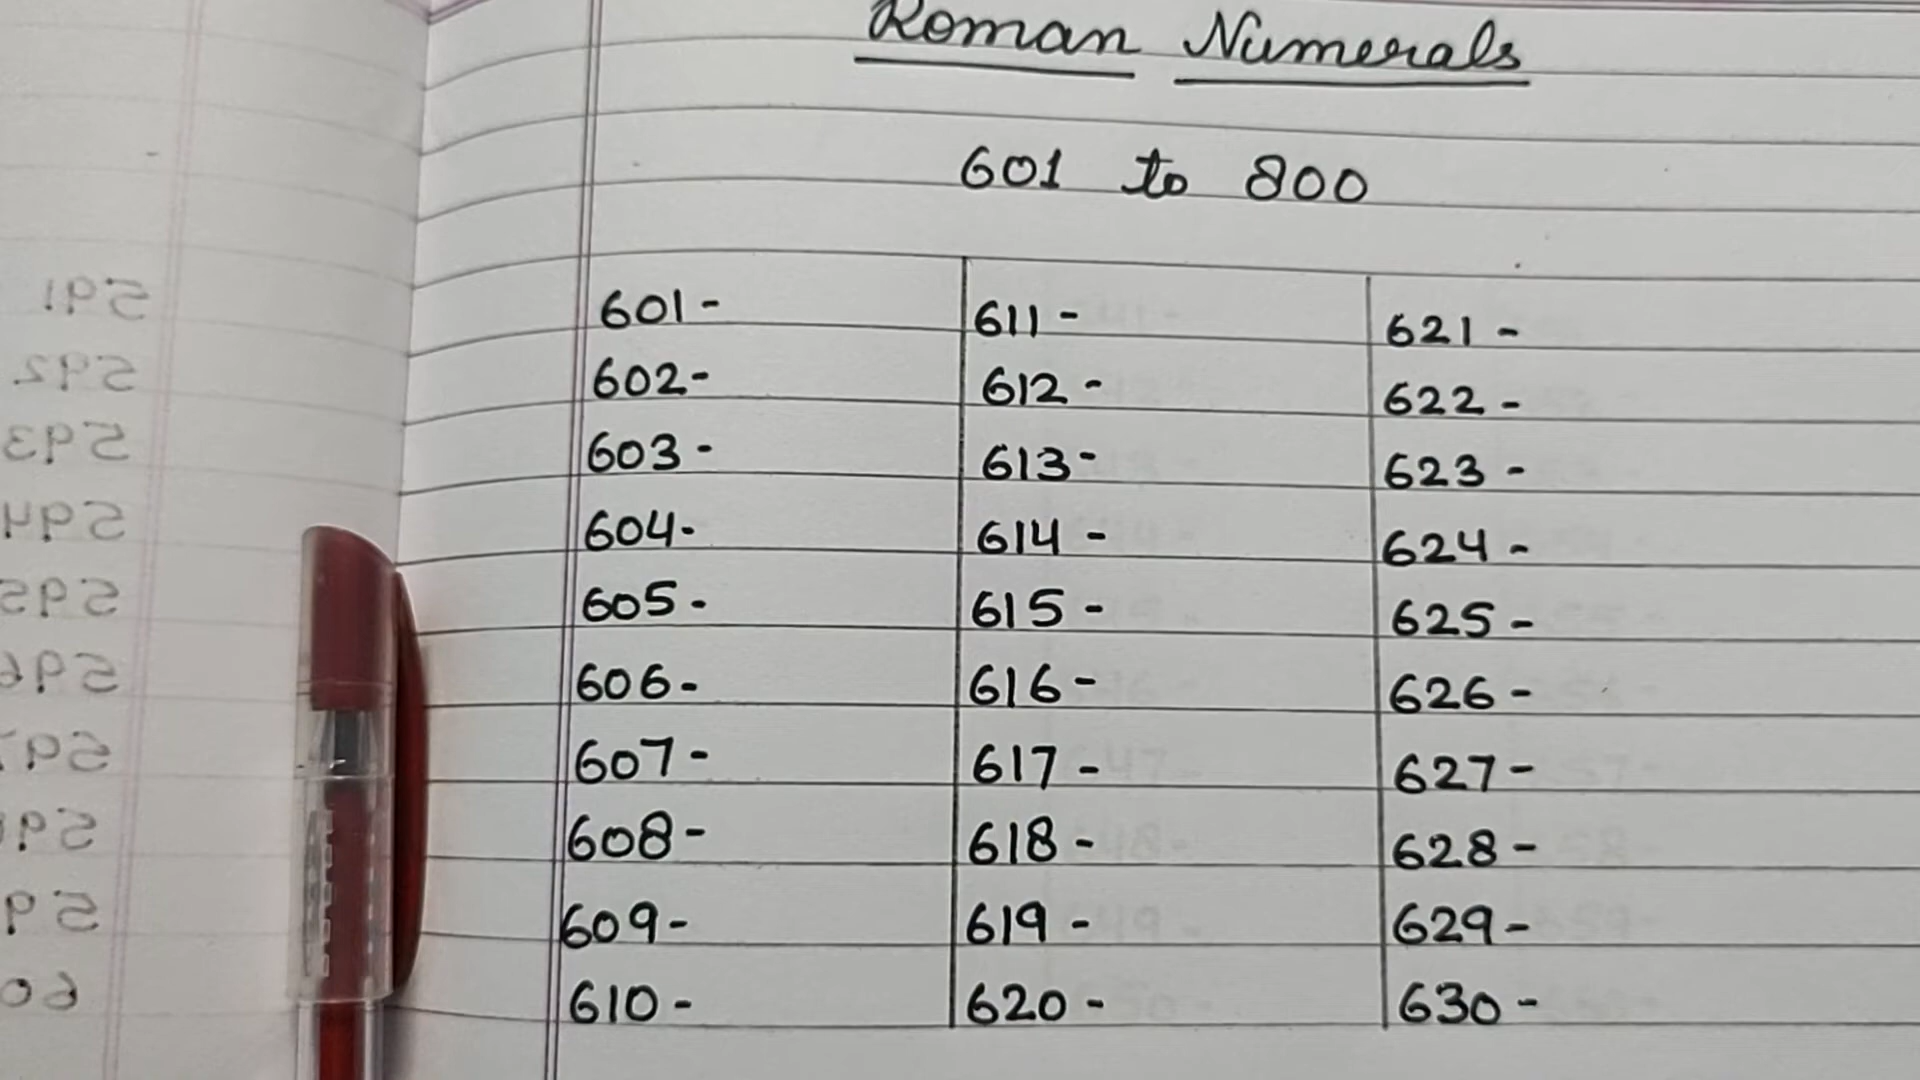 Roman Numerals
601 to 800
601 - 611 - 621 -
602 - 612 - 622 -
603 - 613 - 623 -
604 - 614 - 624 -
605 - 615 - 625 -
606 - 616 - 626 -
607 - 617 - 627 -
608 - 618 - 628 -
609 - 619 - 629 -
610 - 620 - 630 -